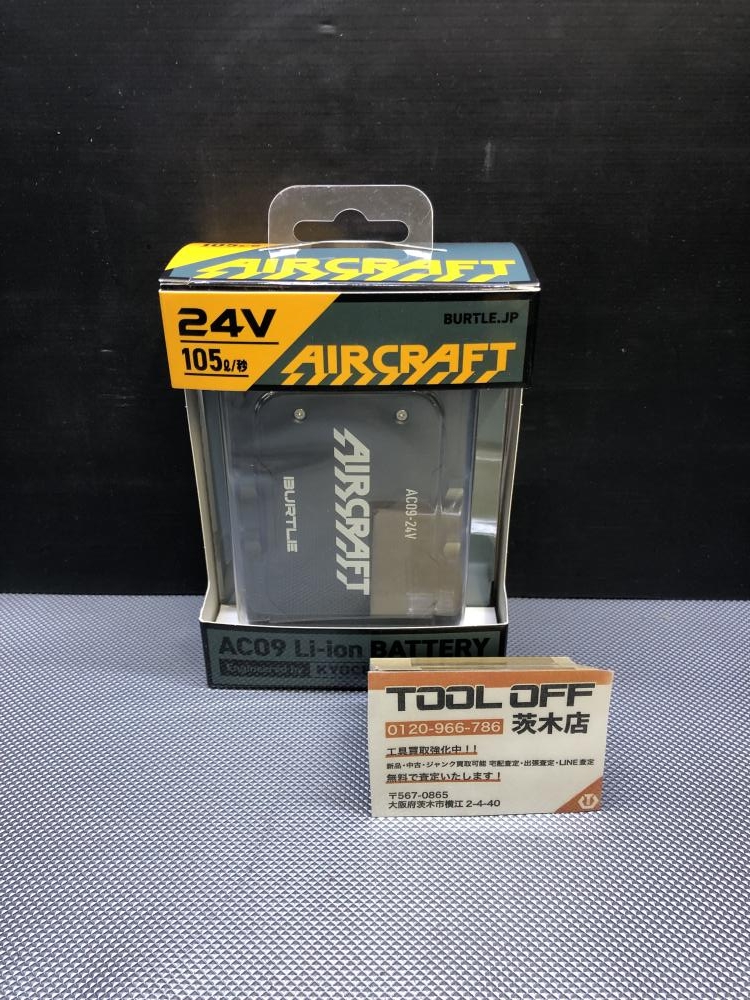 AIRCRAFT
24V
BURTLE.JP
105ℓ/秒
AIRCRAFT
AIRCRAFT
BURTLE
AC09-24V
AC09 Li-ion BATTERY
Engineered by
TOOL OFF
0120-966-786 茨木店
工具買取強化中!!
新品・中古・ジャンク買取可能 宅配査定・出張査定・LINE査定
無料で査定いたします!
〒567-0865
大阪府茨木市横江 2-4-40